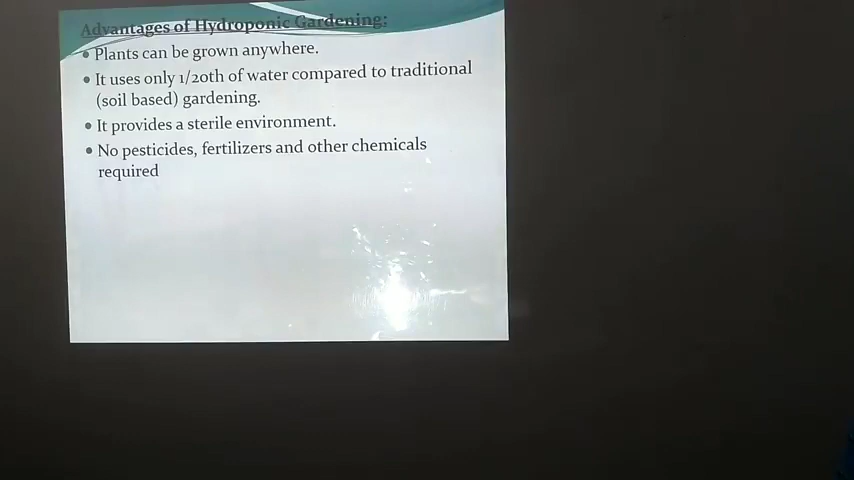 Advantages of Hydroponic Gardening:
• Plants can be grown anywhere.
• It uses only 1/20th of water compared to traditional
(soil based) gardening.
• It provides a sterile environment.
• No pesticides, fertilizers and other chemicals
required